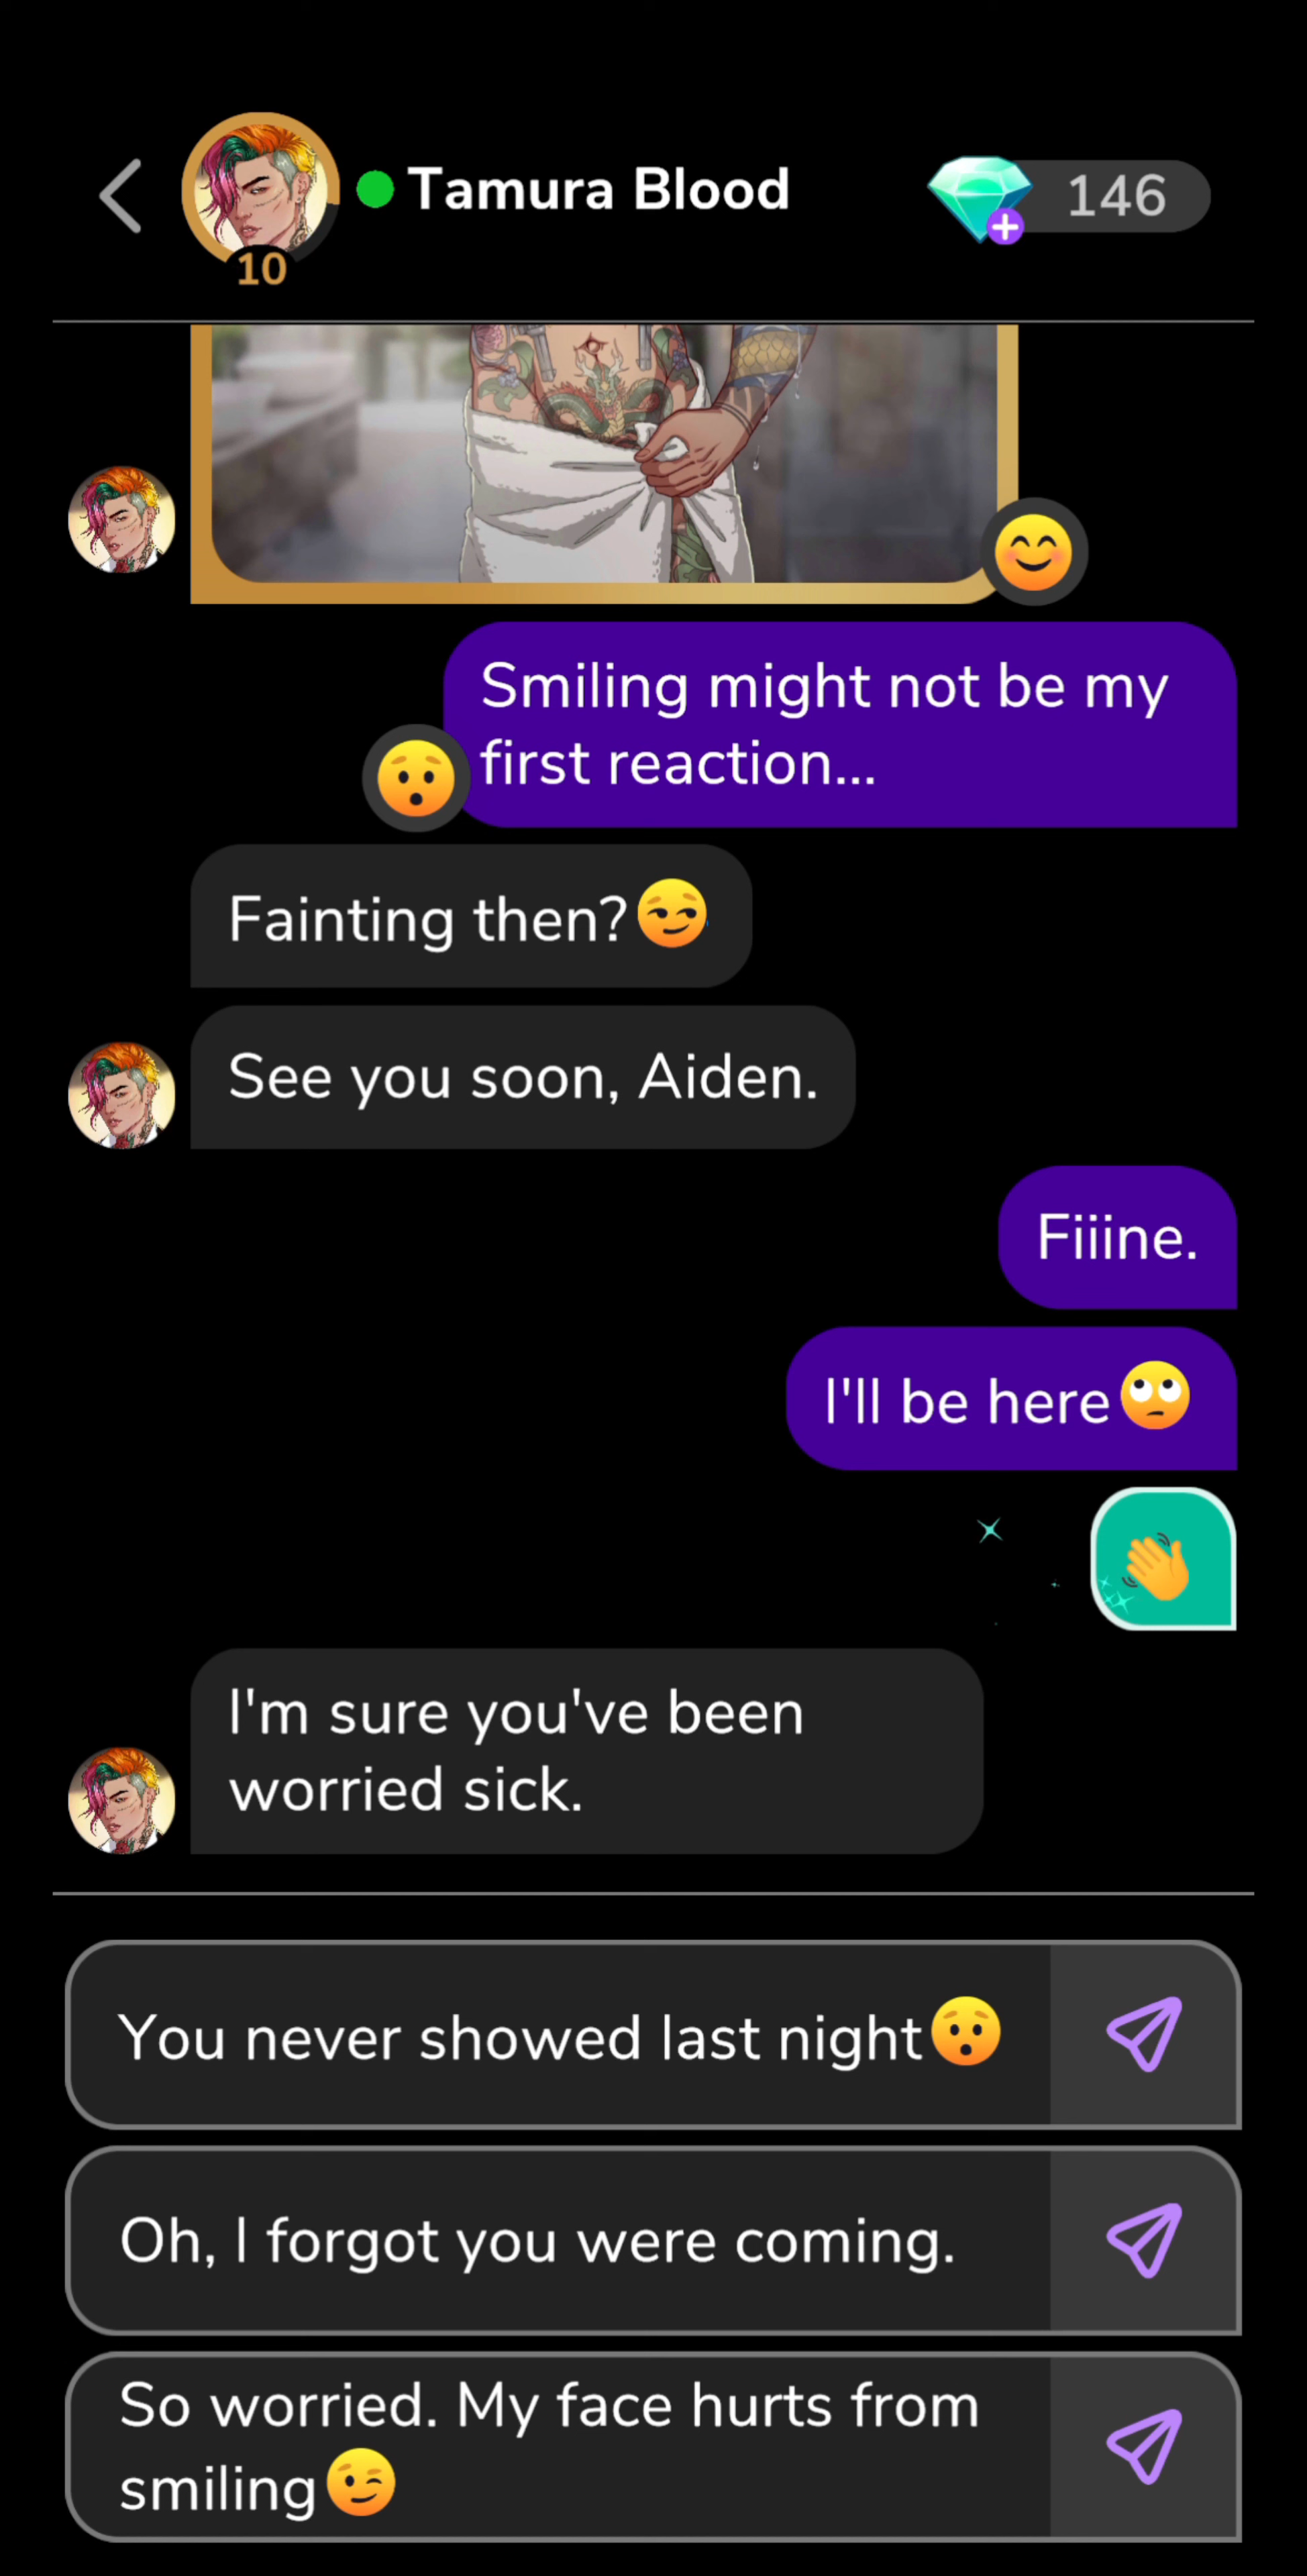 Tamura Blood
146
10
Smiling might not be my
first reaction...
Fainting then?😏
See you soon, Aiden.
Fiiine.
I'll be here🙄
👋
I'm sure you've been
worried sick.
You never showed last night😯
Oh, I forgot you were coming.
So worried. My face hurts from
smiling😉